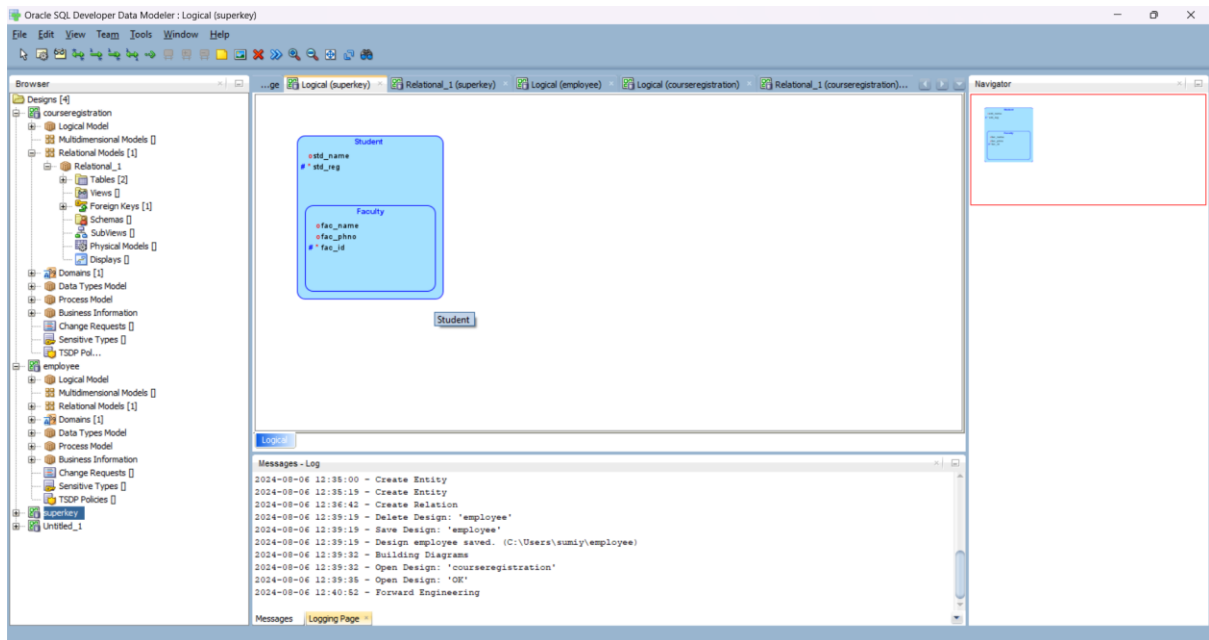 Oracle SQL Developer Data Modeler : Logical (superkey)
File Edit View Team Tools Window Help
Browser
Designs [4]
courseregistration
Logical Model
Multidimensional Models []
Relational Models [1]
Relational_1
Tables [2]
Views []
Foreign Keys [1]
Schemas []
SubViews []
Physical Models []
Displays []
Domains [1]
Data Types Model
Process Model
Business Information
Change Requests []
Sensitive Types []
TSDP Pol...
employee
Logical Model
Multidimensional Models []
Relational Models [1]
Domains [1]
Data Types Model
Process Model
Business Information
Change Requests []
Sensitive Types []
TSDP Policies []
superkey
Untitled_1
...ge Logical (superkey) Relational_1 (superkey) Logical (employee) Logical (courseregistration) Relational_1 (courseregistration)...
Student
o std_name
# * std_reg
Faculty
o fac_name
o fac_phno
# * fac_id
Student
Logical
Messages - Log
2024-08-06 12:35:00 - Create Entity
2024-08-06 12:35:19 - Create Entity
2024-08-06 12:36:42 - Create Relation
2024-08-06 12:39:19 - Delete Design: 'employee'
2024-08-06 12:39:19 - Save Design: 'employee'
2024-08-06 12:39:19 - Design employee saved. (C:\Users\sumiy\employee)
2024-08-06 12:39:32 - Building Diagrams
2024-08-06 12:39:32 - Open Design: 'courseregistration'
2024-08-06 12:39:35 - Open Design: 'OK'
2024-08-06 12:40:52 - Forward Engineering
Messages Logging Page
Navigator